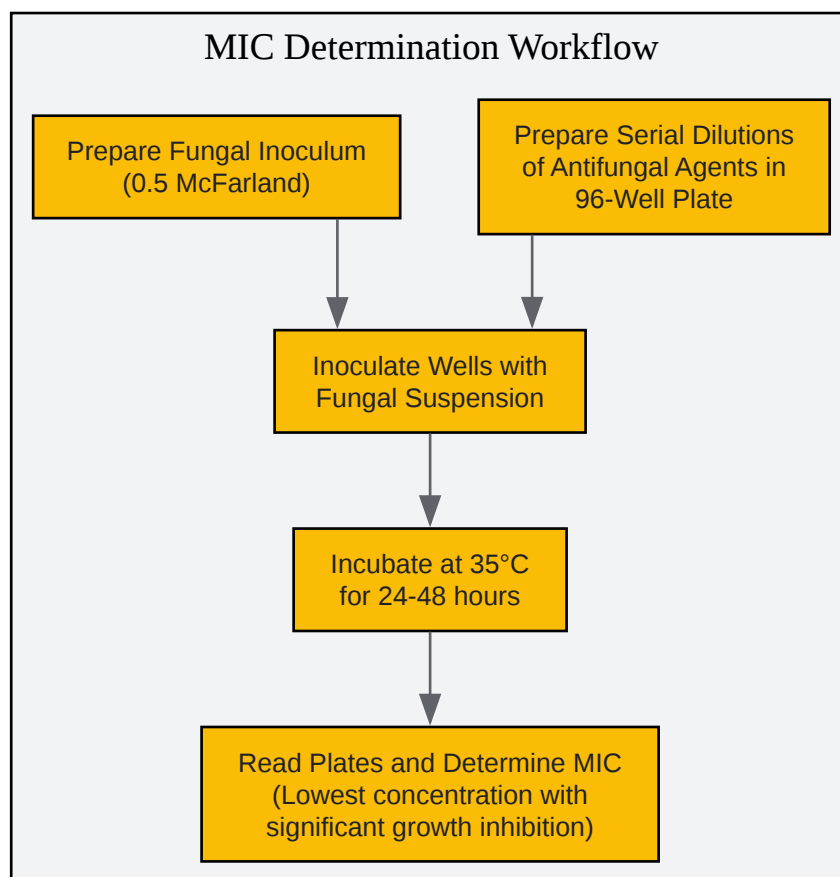 MIC Determination Workflow
Prepare Fungal Inoculum
(0.5 McFarland)
Prepare Serial Dilutions
of Antifungal Agents in
96-Well Plate
Inoculate Wells with
Fungal Suspension
Incubate at 35°C
for 24-48 hours
Read Plates and Determine MIC
(Lowest concentration with
significant growth inhibition)